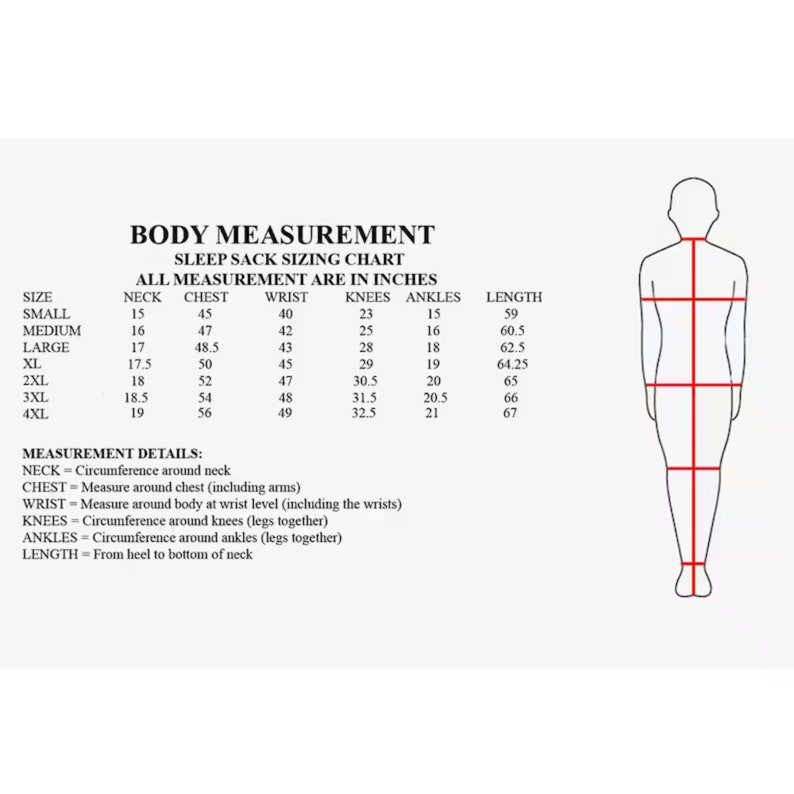 BODY MEASUREMENT
SLEEP SACK SIZING CHART
ALL MEASUREMENT ARE IN INCHES
SIZE NECK CHEST WRIST KNEES ANKLES LENGTH
SMALL 15 45 40 23 15 59
MEDIUM 16 47 42 25 16 60.5
LARGE 17 48.5 43 28 18 62.5
XL 17.5 50 45 29 19 64.25
2XL 18 52 47 30.5 20 65
3XL 18.5 54 48 31.5 20.5 66
4XL 19 56 49 32.5 21 67
MEASUREMENT DETAILS:
NECK = Circumference around neck
CHEST = Measure around chest (including arms)
WRIST = Measure around body at wrist level (including the wrists)
KNEES = Circumference around knees (legs together)
ANKLES = Circumference around ankles (legs together)
LENGTH = From heel to bottom of neck